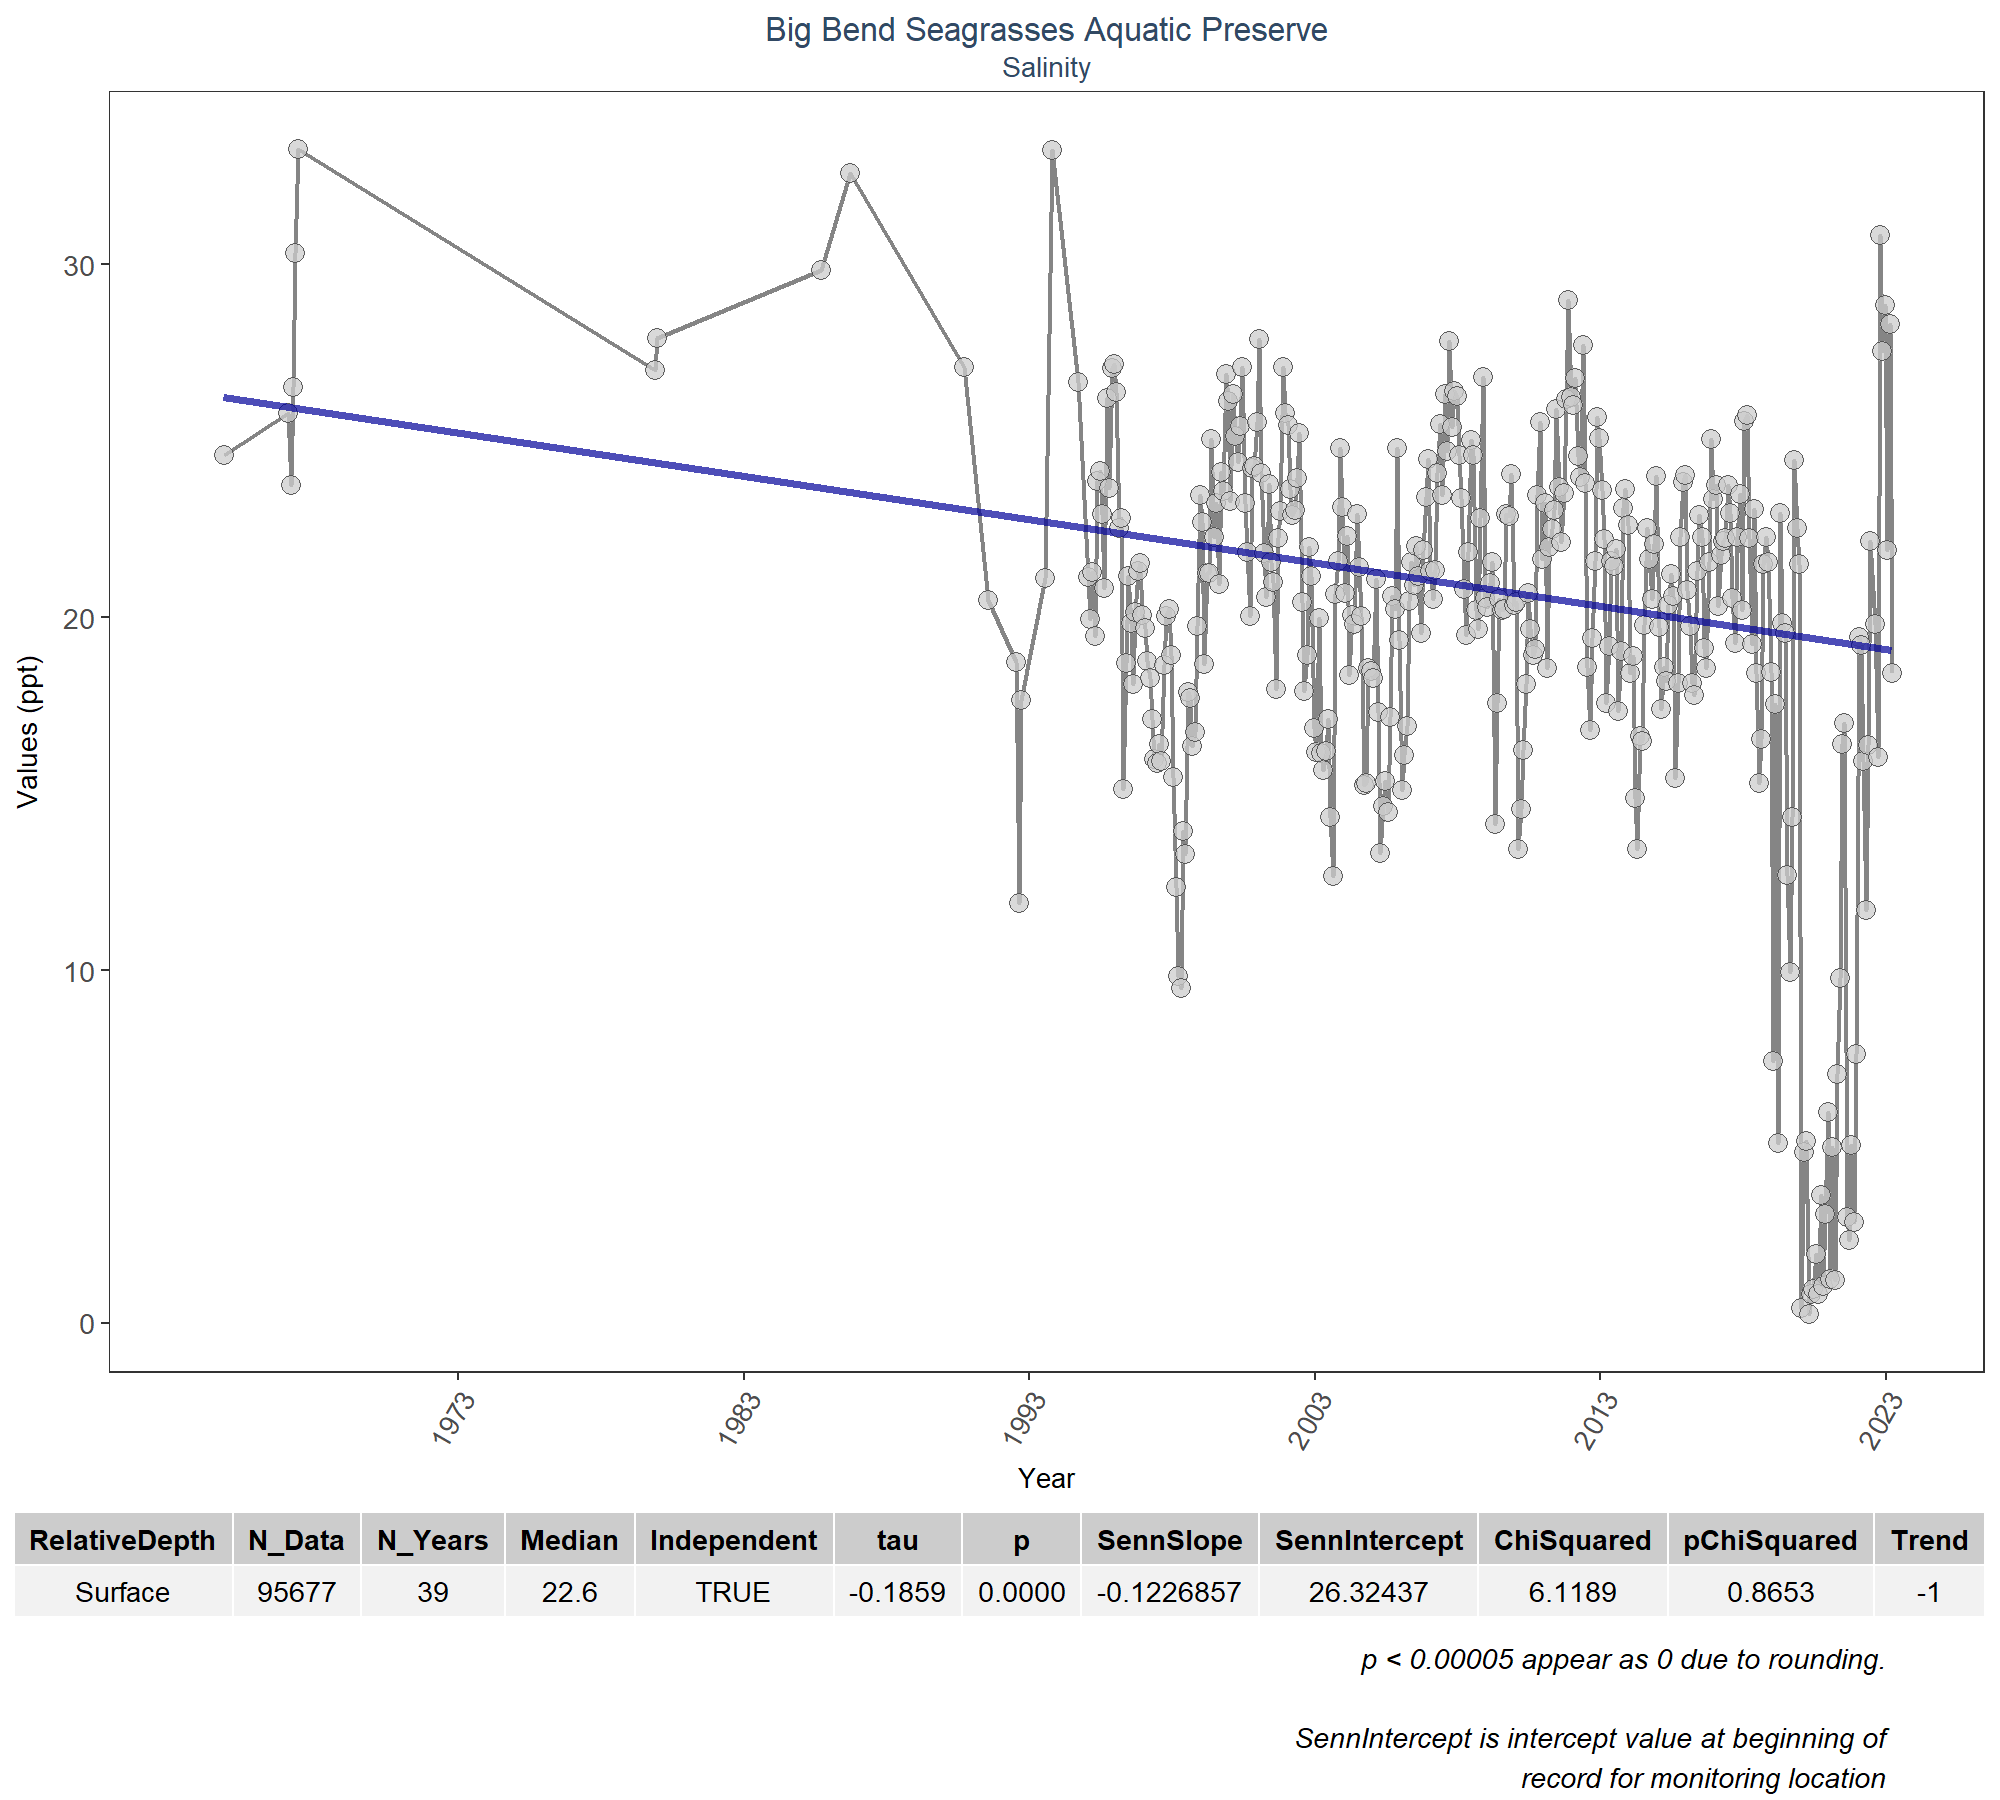 Big Bend Seagrasses Aquatic Preserve
Salinity
Values (ppt)
30
20
10
0
1973
1983
1993
2003
2013
2023
Year
RelativeDepth N_Data N_Years Median Independent tau p SennSlope SennIntercept ChiSquared pChiSquared Trend
Surface 95677 39 22.6 TRUE -0.1859 0.0000 -0.1226857 26.32437 6.1189 0.8653 -1
p < 0.00005 appear as 0 due to rounding.
SennIntercept is intercept value at beginning of
record for monitoring location